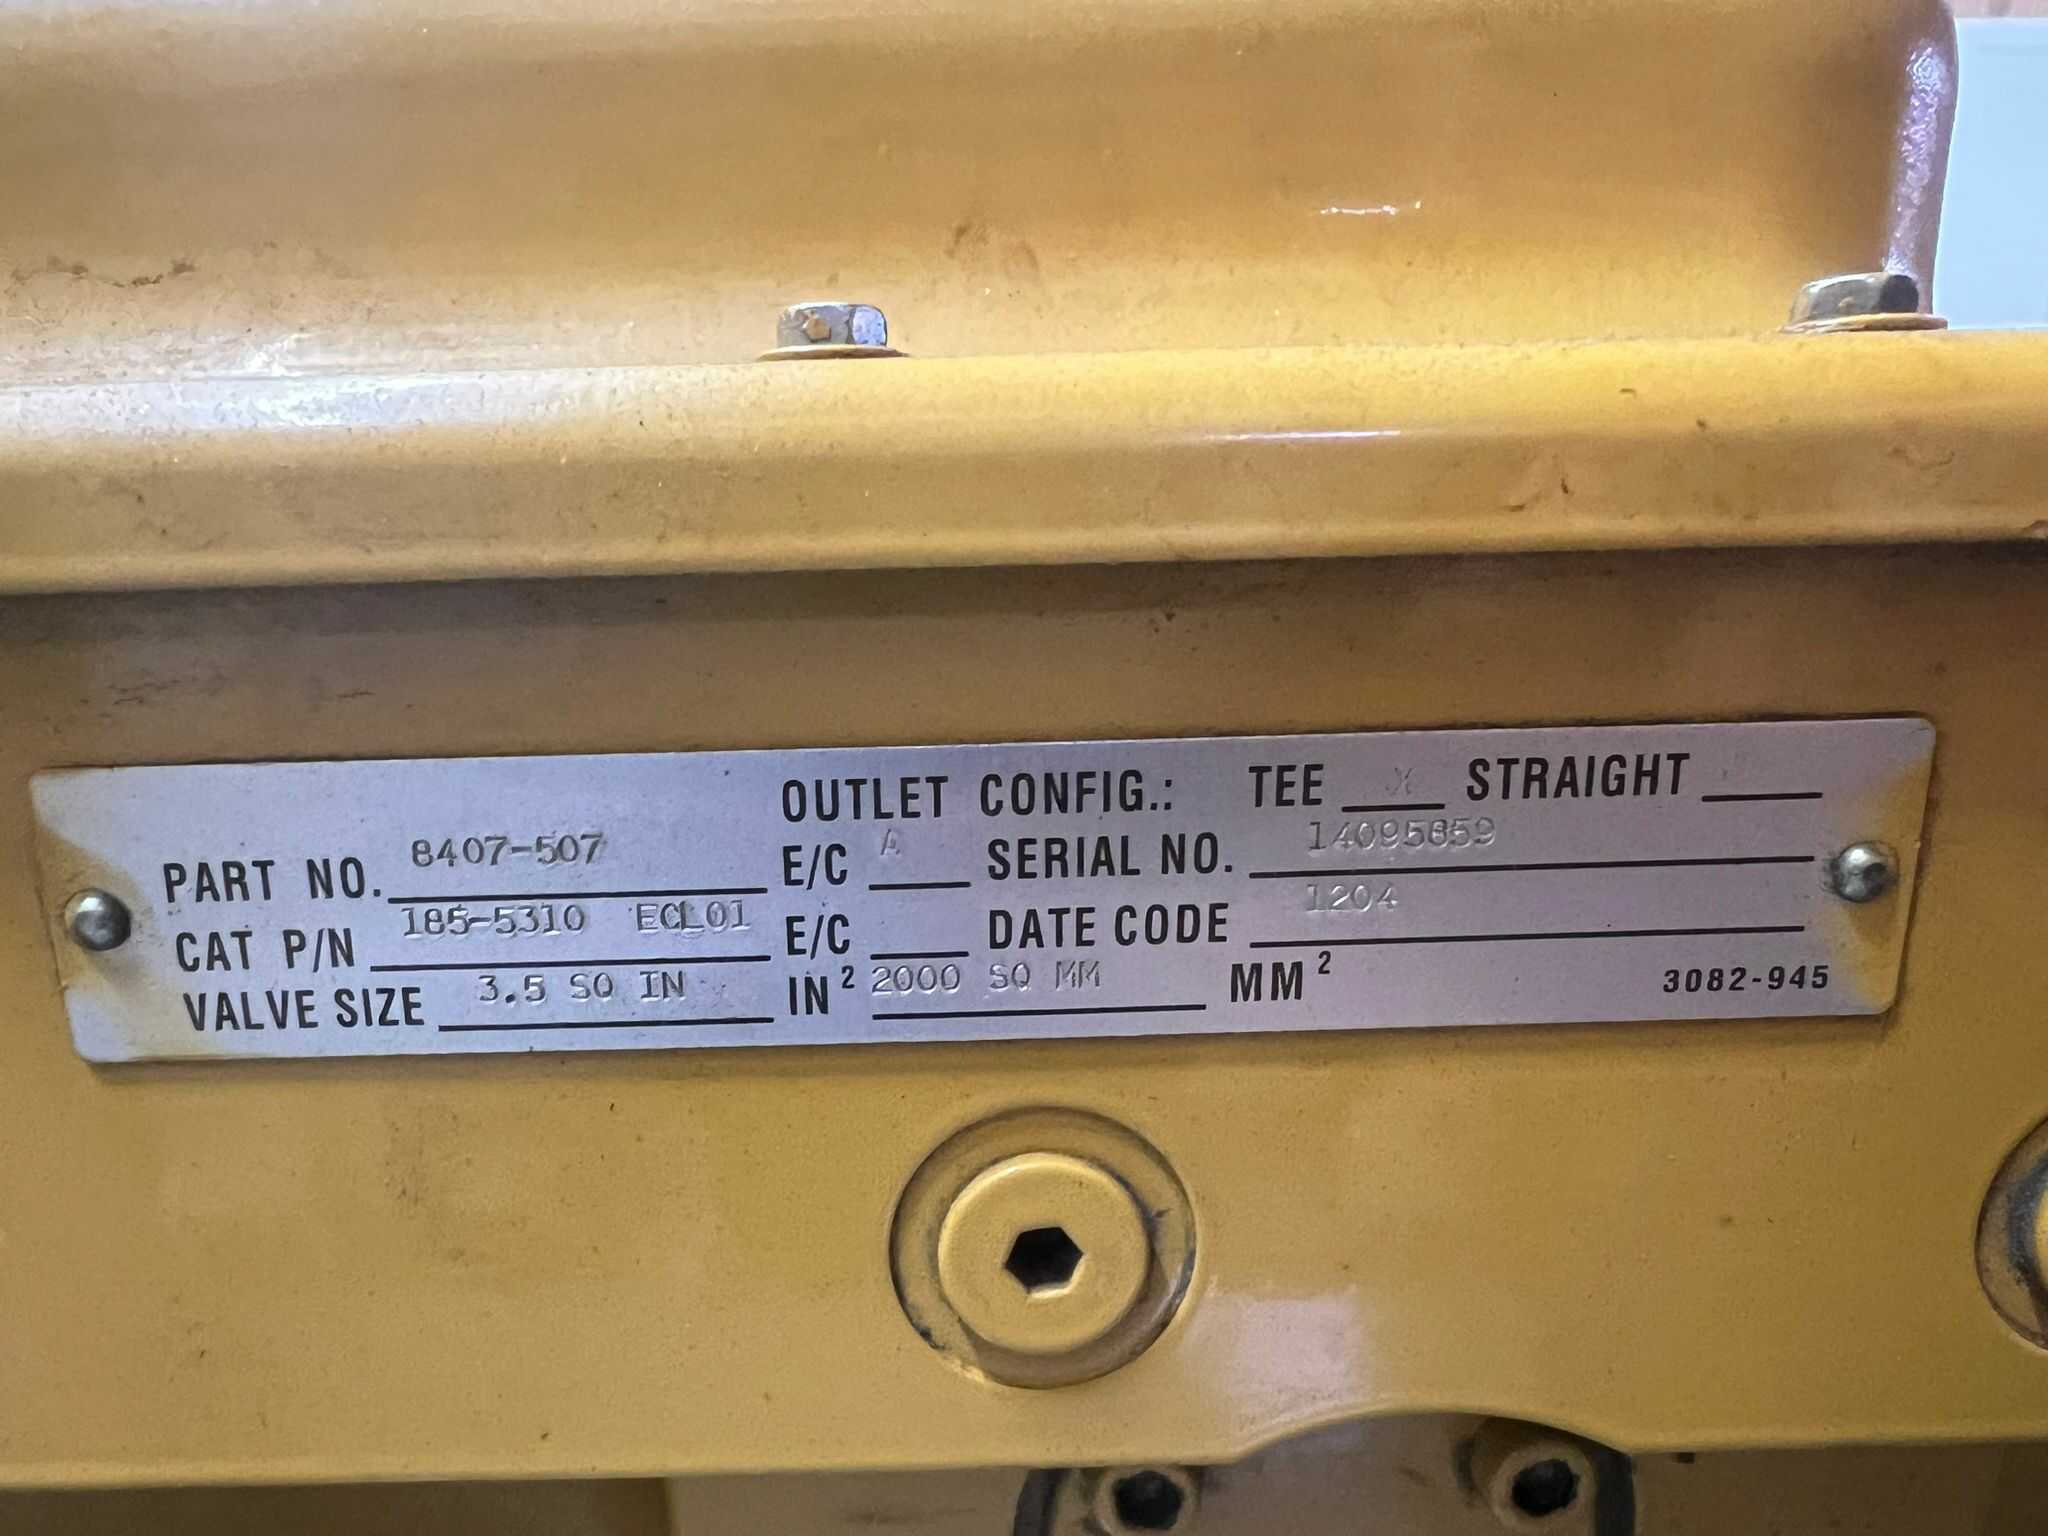 OUTLET CONFIG.: TEE X STRAIGHT
PART NO. 8407-507 E/C A SERIAL NO. 14095859
CAT P/N 185-5310 ECL01 E/C DATE CODE 1204
VALVE SIZE 3.5 SQ IN IN² 2000 SQ MM MM² 3082-945